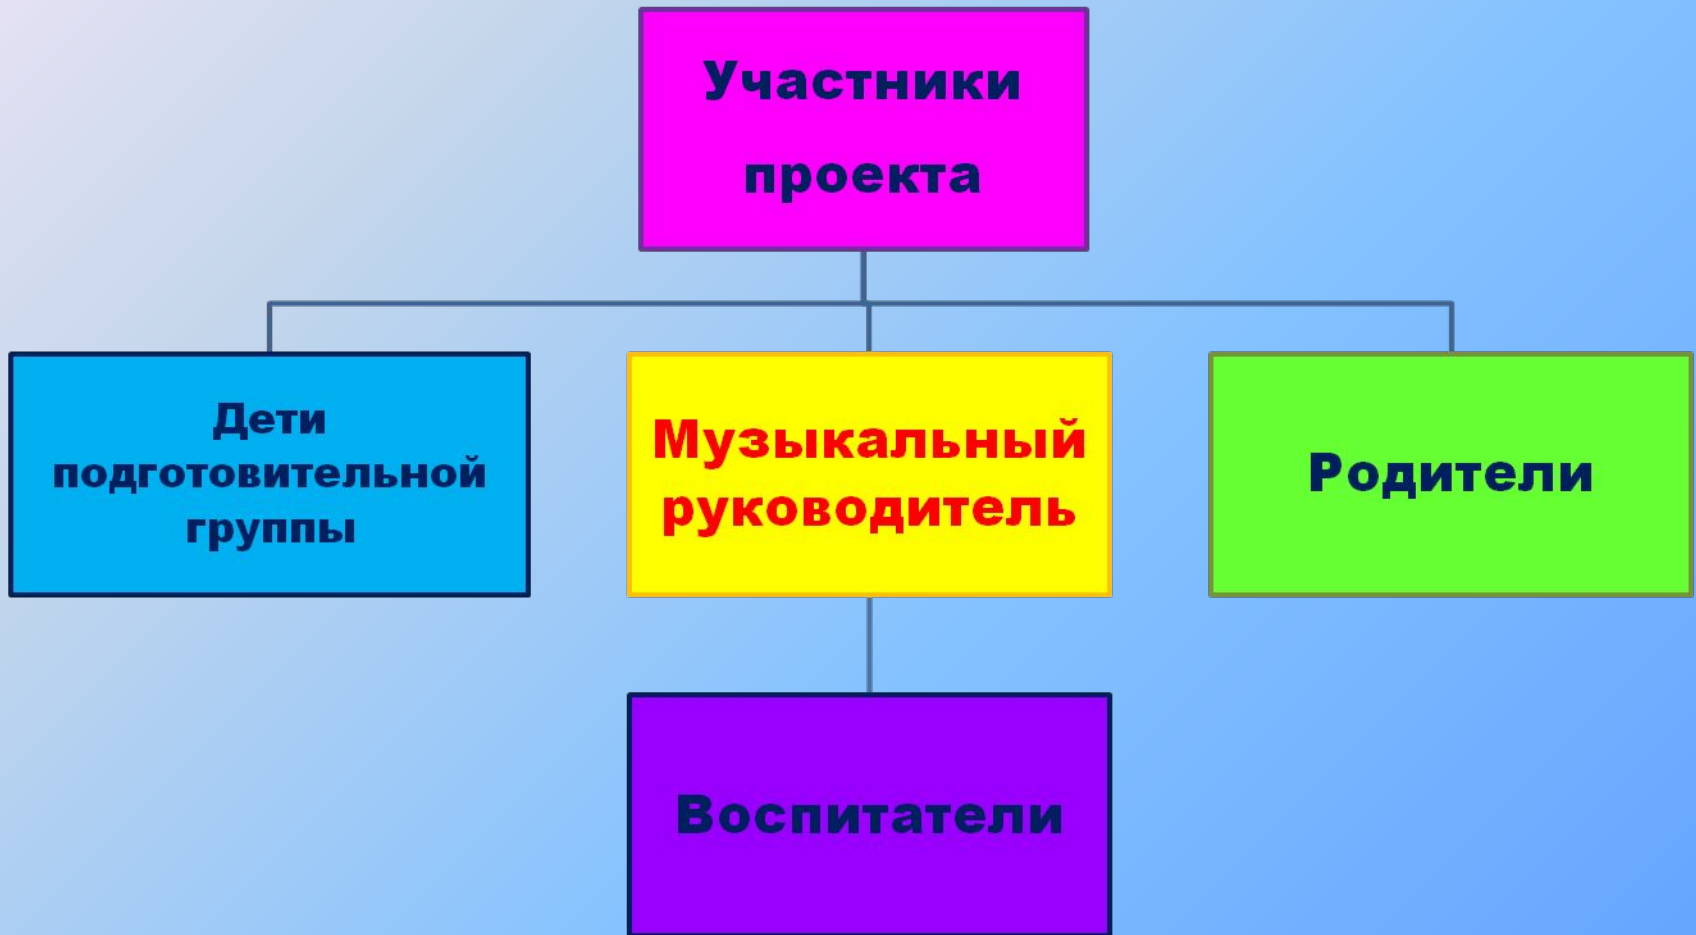 Участники
проекта
Дети
подготовительной
группы
Музыкальный
руководитель
Родители
Воспитатели